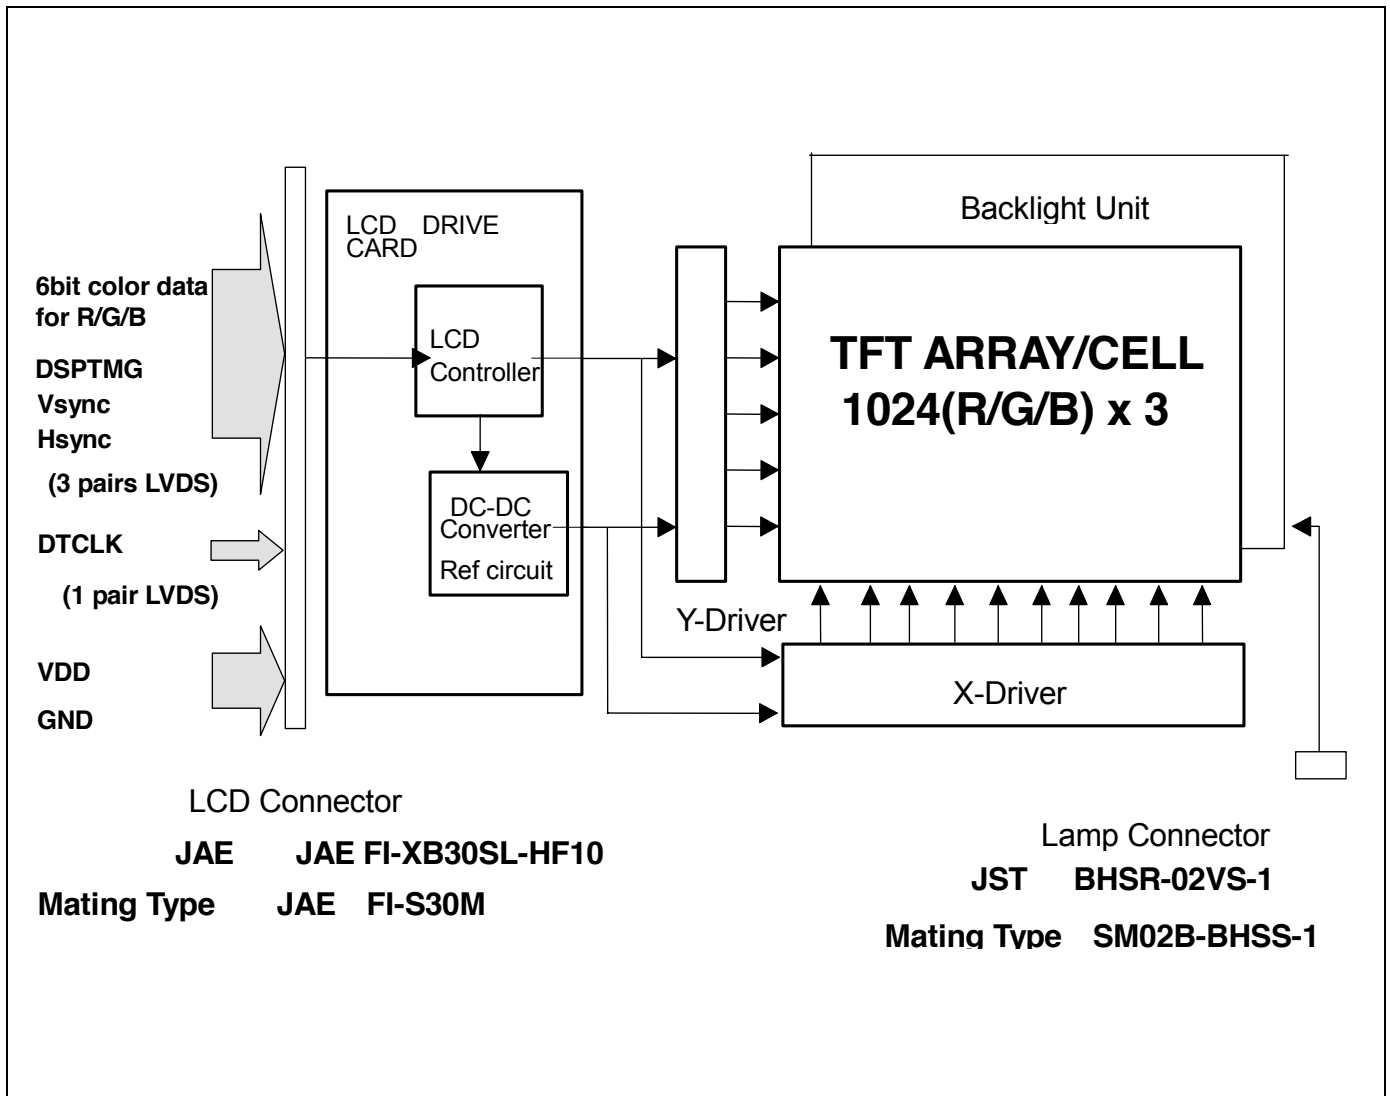 Backlight Unit
LCD DRIVE
CARD
6bit color data
for R/G/B
DSPTMG
Vsync
Hsync
(3 pairs LVDS)
DTCLK
(1 pair LVDS)
VDD
GND
LCD
Controller
DC-DC
Converter
Ref circuit
TFT ARRAY/CELL
1024(R/G/B) x 3
Y-Driver
X-Driver
LCD Connector
JAE JAE FI-XB30SL-HF10
Mating Type JAE FI-S30M
Lamp Connector
JST BHSR-02VS-1
Mating Type SM02B-BHSS-1